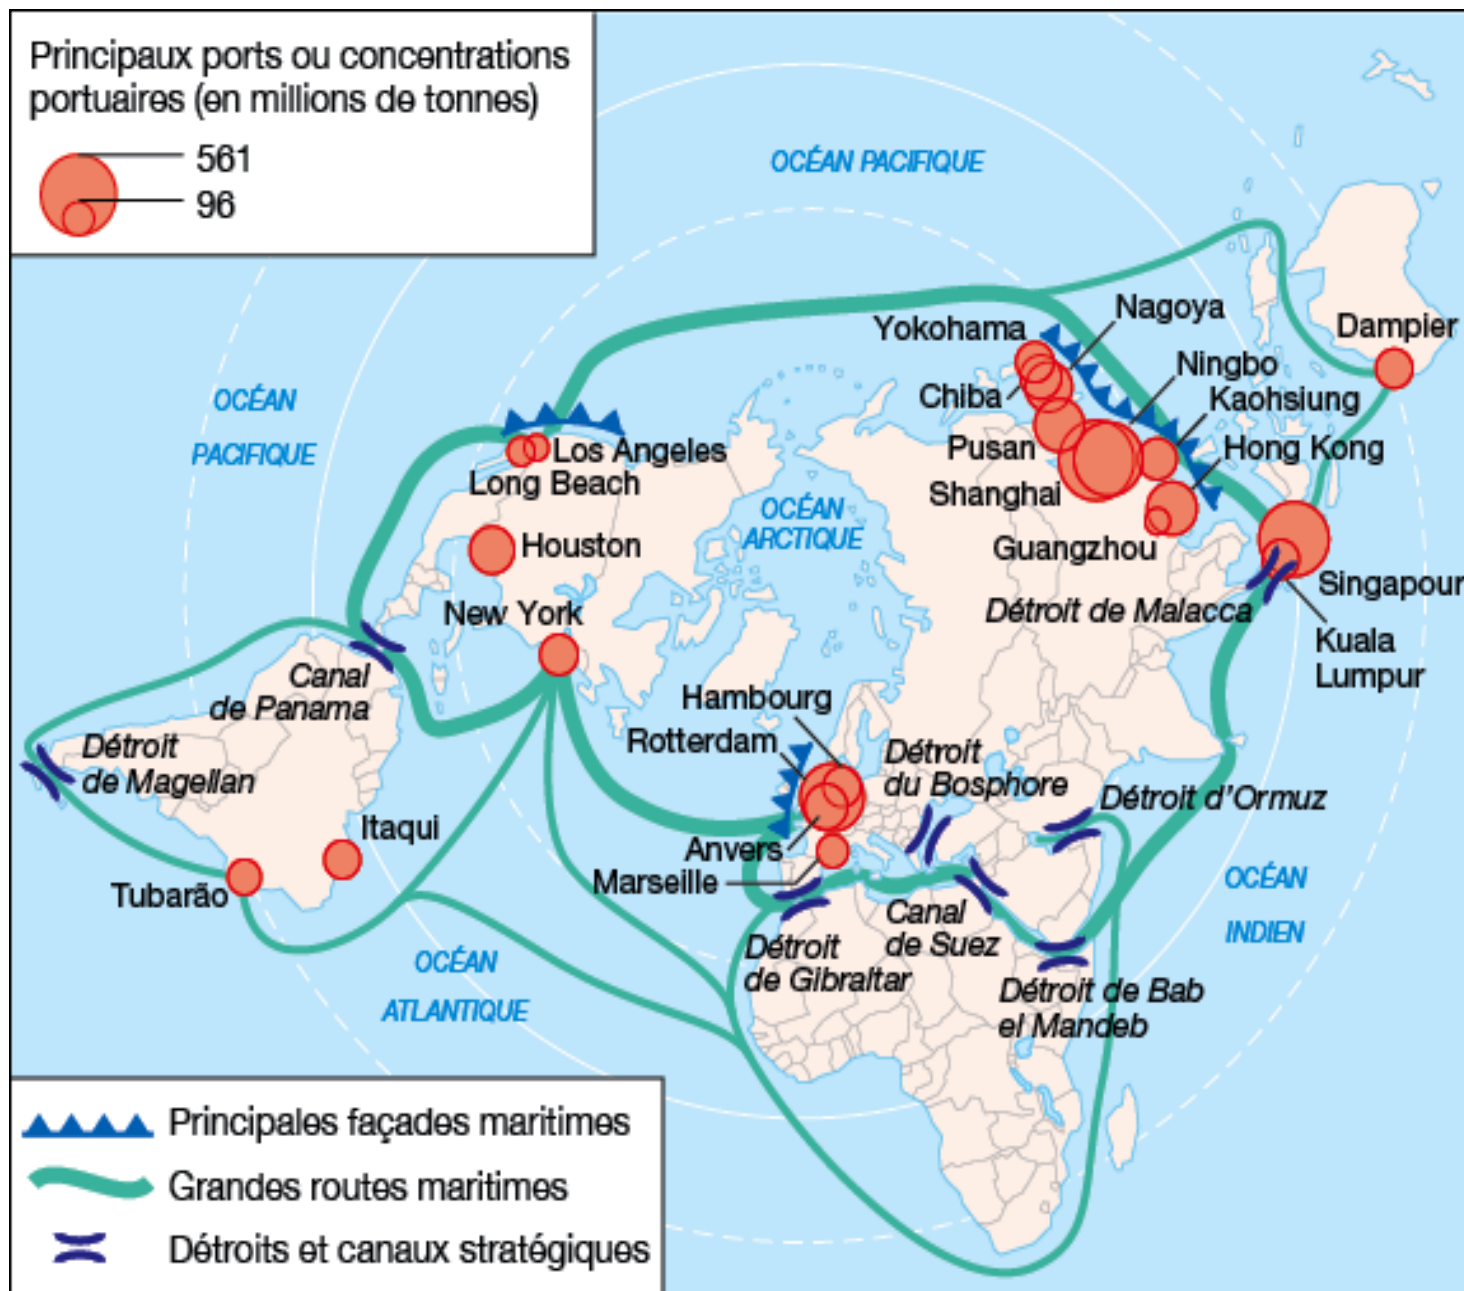 Principaux ports ou concentrations
portuaires (en millions de tonnes)
561
96
OCÉAN PACIFIQUE
OCÉAN
PACIFIQUE
Nagoya
Yokohama
Dampier
Ningbo
Chiba
Kaohsiung
Pusan
Hong Kong
Shanghai
Guangzhou
Los Angeles
Long Beach
OCÉAN
ARCTIQUE
Houston
New York
Singapour
Détroit de Malacca
Kuala
Lumpur
Canal
de Panama
Hambourg
Rotterdam
Détroit
de Magellan
Détroit
du Bosphore
Détroit d'Ormuz
Itaqui
Anvers
Marseille
Tubarão
OCÉAN
INDIEN
Canal
de Suez
Détroit
de Gibraltar
OCÉAN
ATLANTIQUE
Détroit de Bab
el Mandeb
Principales façades maritimes
Grandes routes maritimes
Détroits et canaux stratégiques